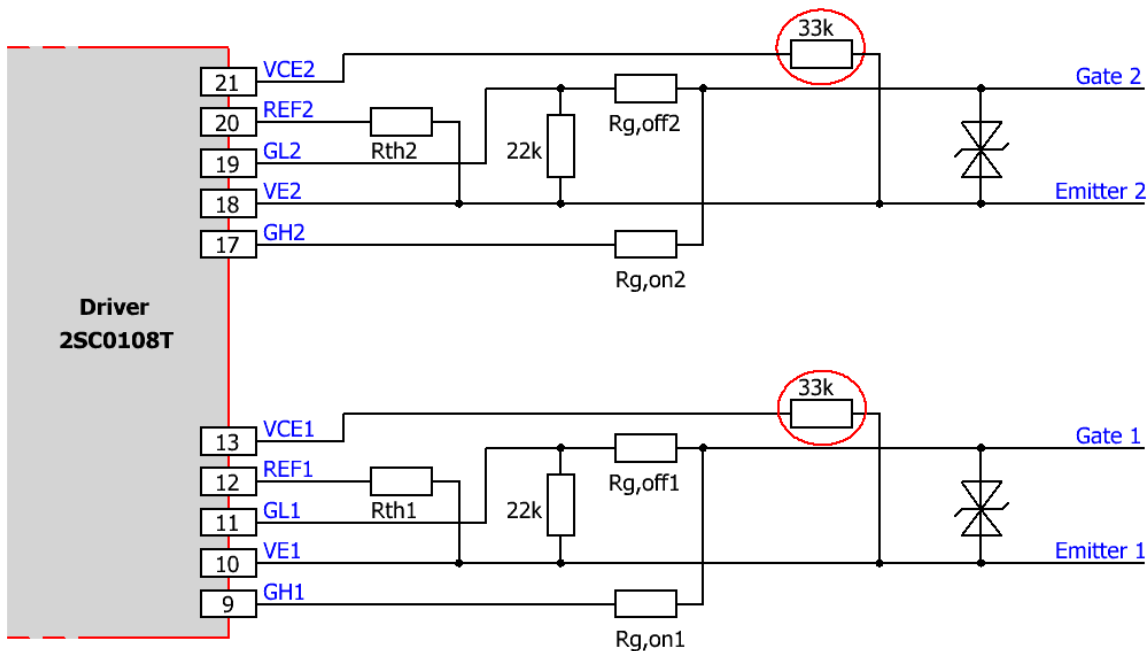 33k
21
VCE2
Gate 2
20
REF2
Rg,off2
Rth2
22k
19
GL2
18
VE2
Emitter 2
17
GH2
Rg,on2
Driver
2SC0108T
33k
13
VCE1
Gate 1
12
REF1
Rg,off1
Rth1
22k
11
GL1
10
VE1
Emitter 1
9
GH1
Rg,on1